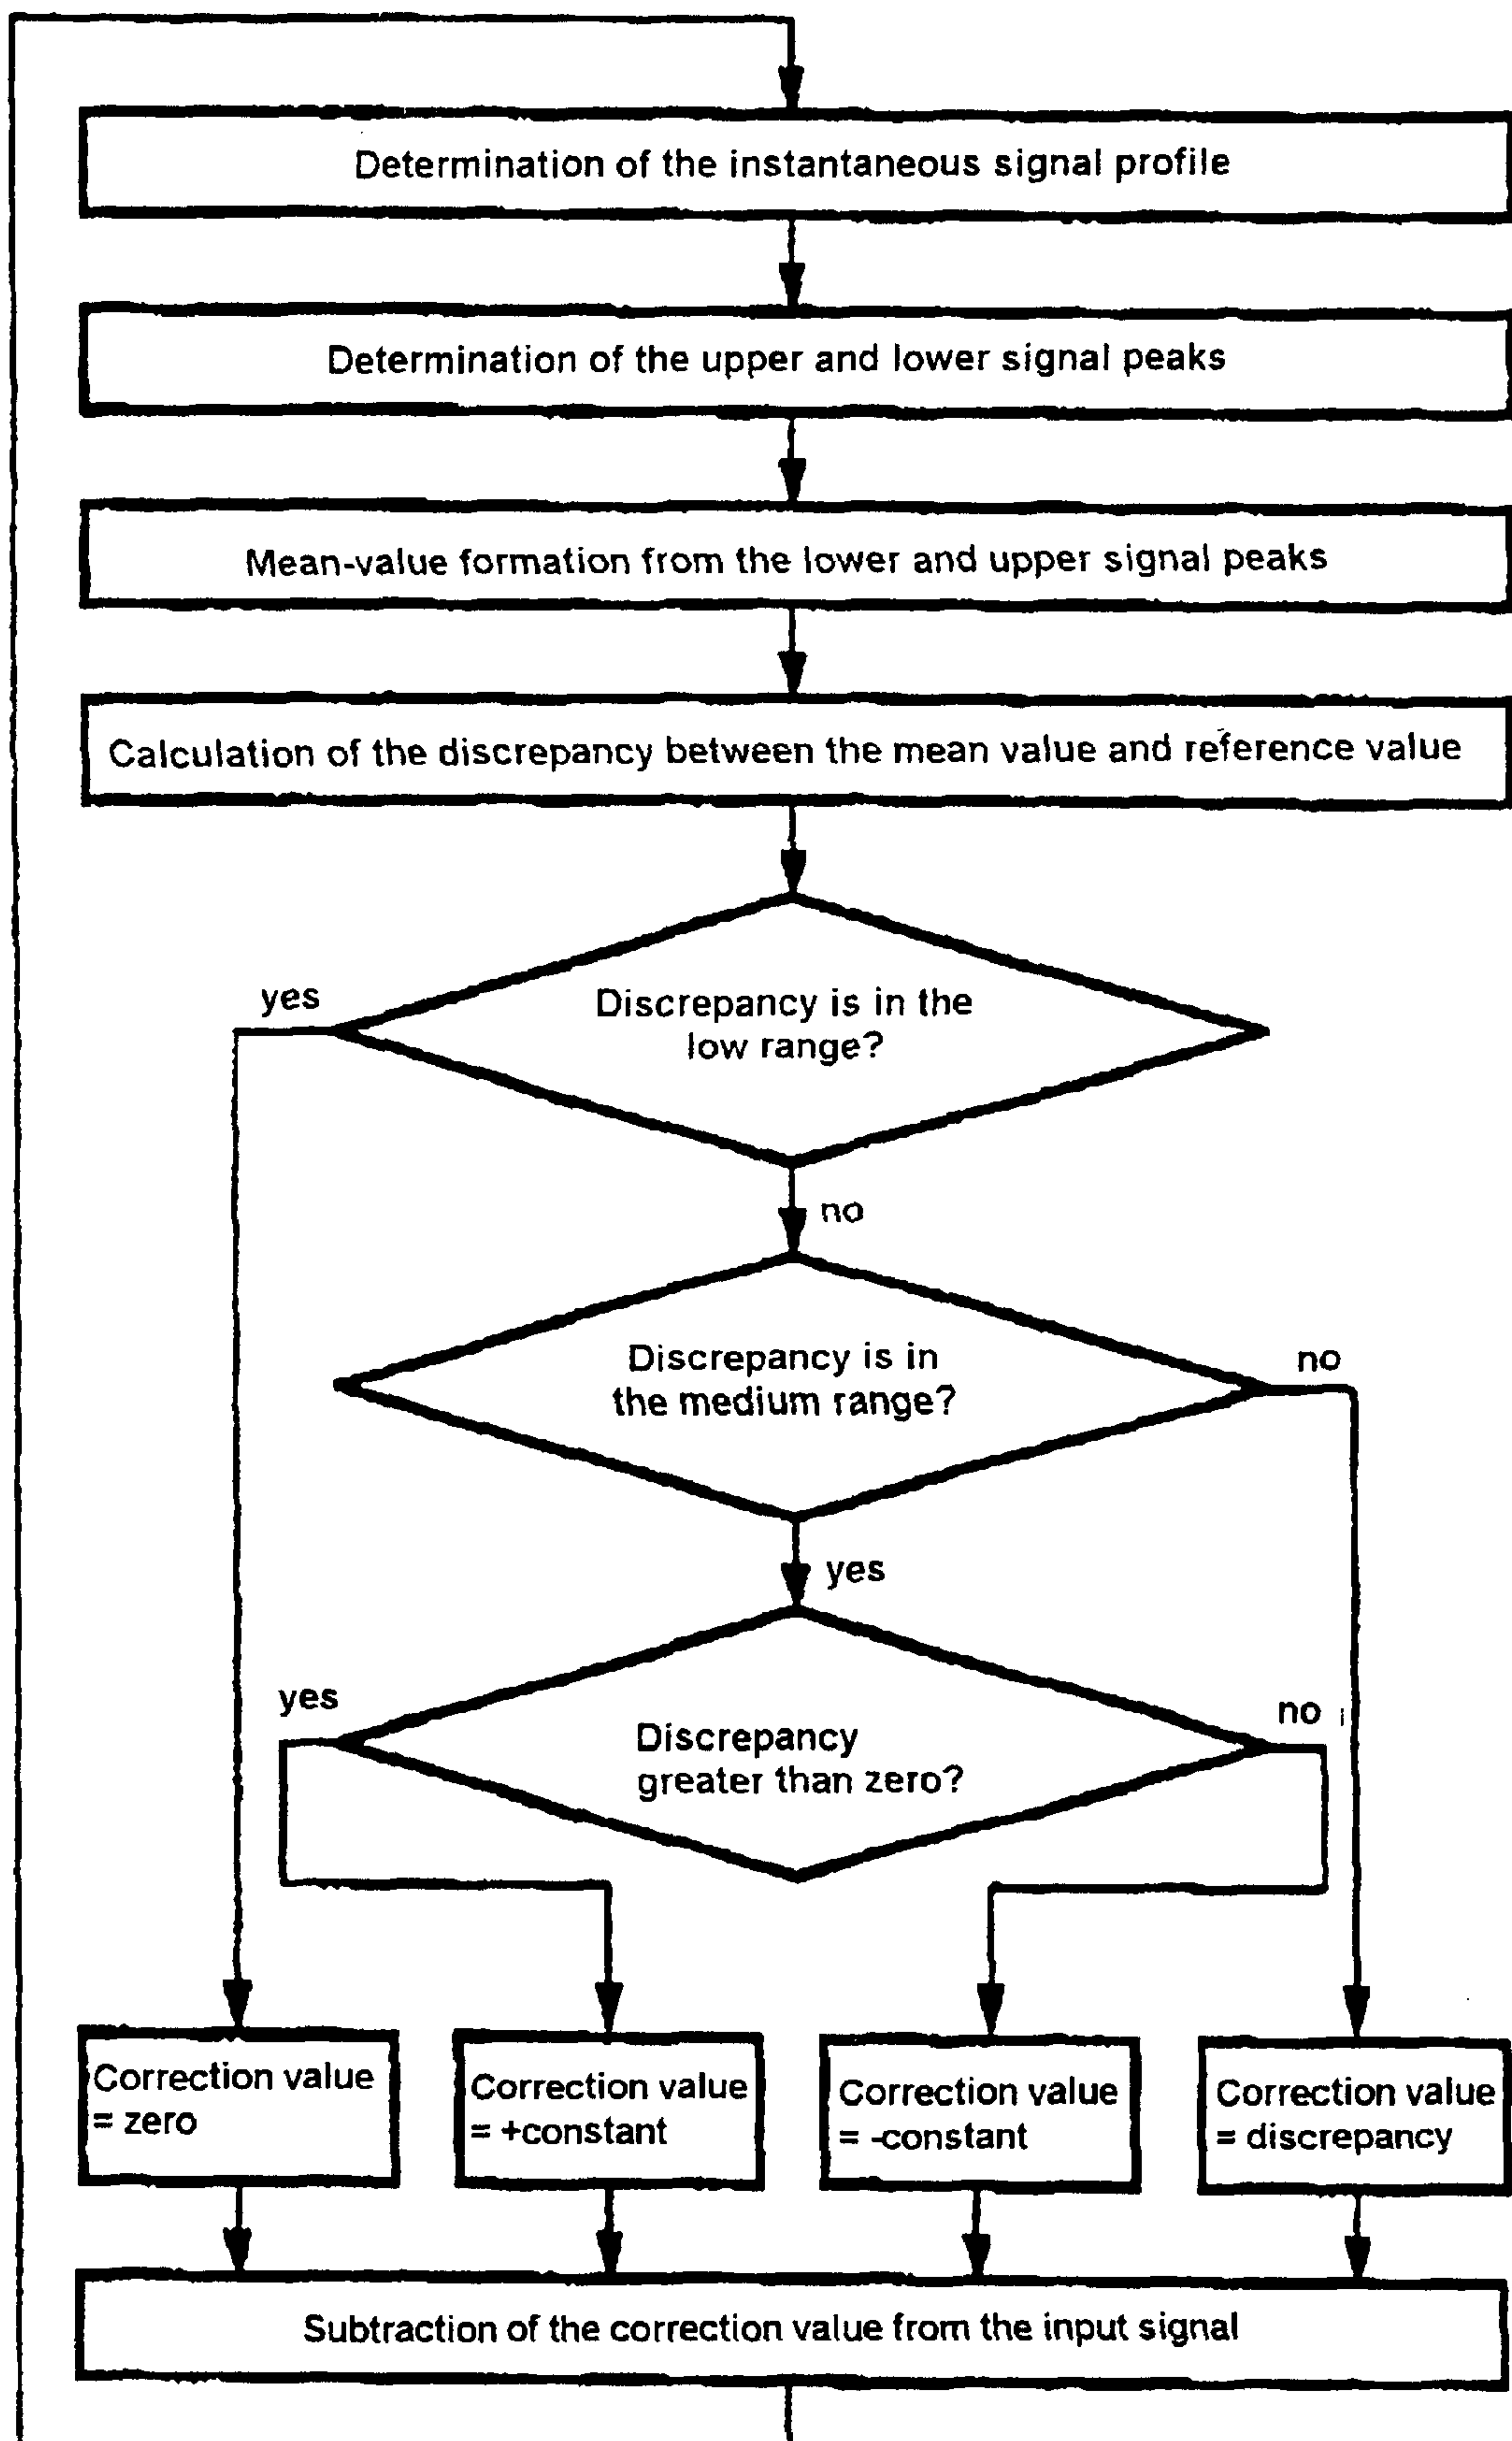 Determination of the instantaneous signal profile
Determination of the upper and lower signal peaks
Mean-value formation from the lower and upper signal peaks
Calculation of the discrepancy between the mean value and reference value
yes
Discrepancy is in the
low range?
no
Discrepancy is in
the medium range?
no
yes
yes
Discrepancy
greater than zero?
no
Correction value
= zero
Correction value
= +constant
Correction value
= -constant
Correction value
= discrepancy
Subtraction of the correction value from the input signal